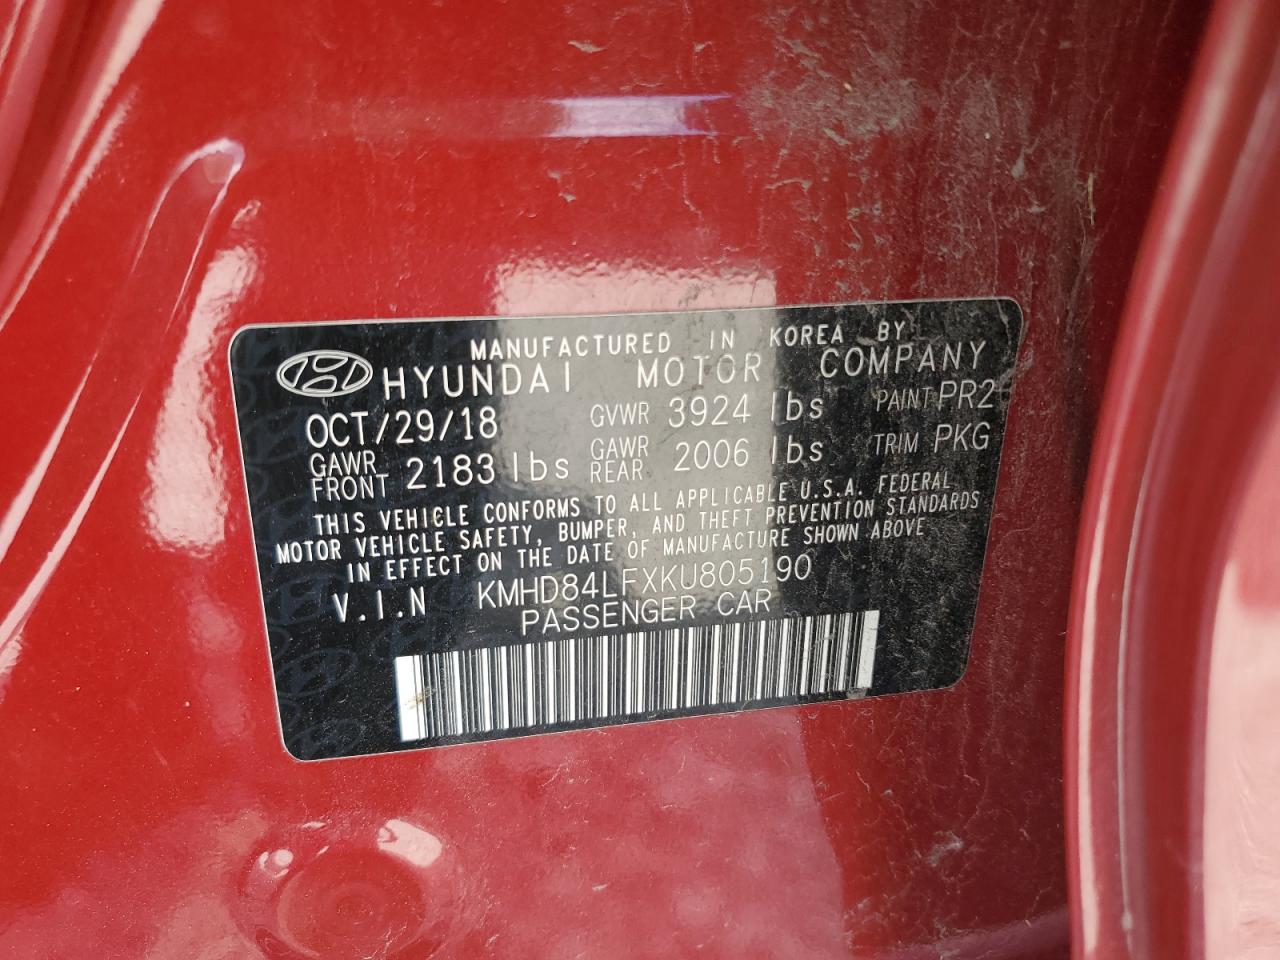 MANUFACTURED IN KOREA BY
HYUNDAI MOTOR COMPANY
OCT/29/18 GVWR 3924 lbs PAINT PR2
GAWR FRONT 2183 lbs GAWR REAR 2006 lbs TRIM PKG
THIS VEHICLE CONFORMS TO ALL APPLICABLE U.S.A. FEDERAL
MOTOR VEHICLE SAFETY, BUMPER, AND THEFT PREVENTION STANDARDS
IN EFFECT ON THE DATE OF MANUFACTURE SHOWN ABOVE
V.I.N KMHD84LFXKU805190
PASSENGER CAR